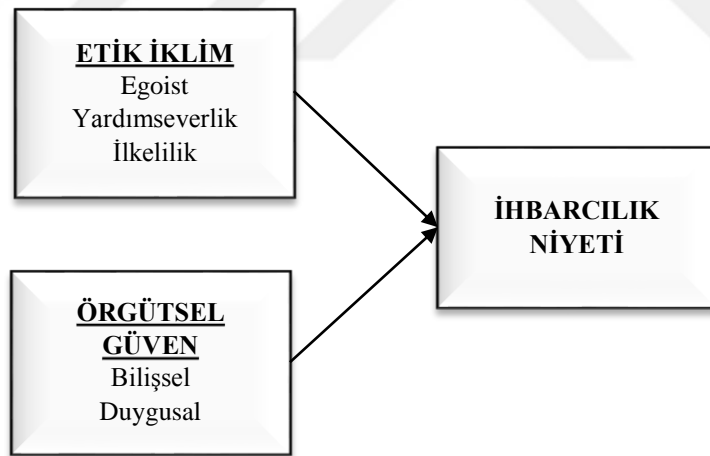 ETİK İKLİM
Egoist
Yardımseverlik
İlkelilik
ÖRGÜTSEL
GÜVEN
Bilişsel
Duygusal
İHBARCILIK
NİYETİ